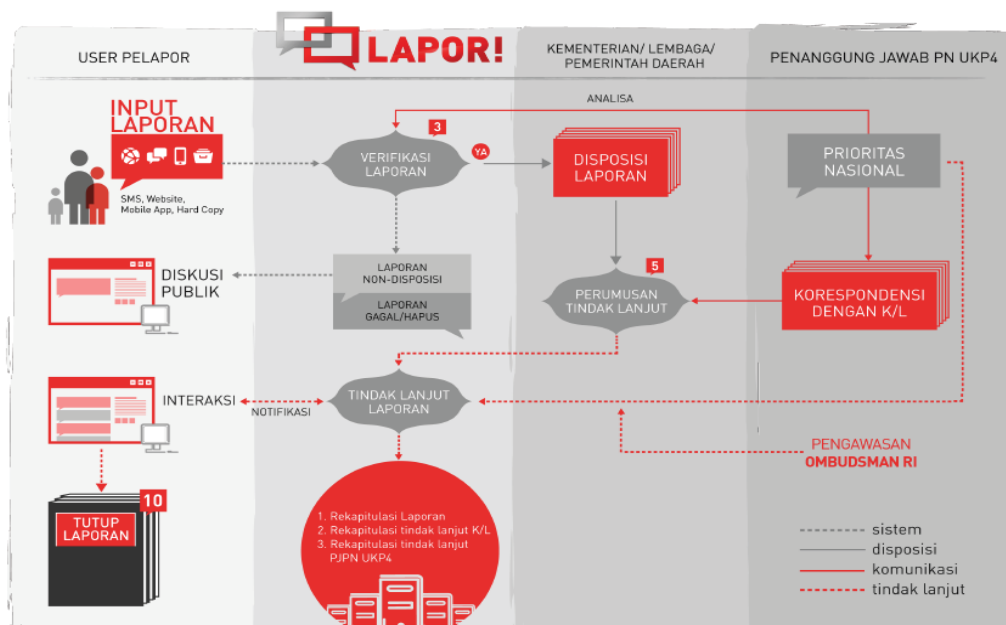 USER PELAPOR
LAPOR!
KEMENTERIAN/ LEMBAGA/
PEMERINTAH DAERAH
PENANGGUNG JAWAB PN UKP4
INPUT
LAPORAN
SMS, Website,
Mobile App, Hard Copy
3
VERIFIKASI
LAPORAN
YA
ANALISA
DISPOSISI
LAPORAN
PRIORITAS
NASIONAL
DISKUSI
PUBLIK
LAPORAN
NON-DISPOSISI
LAPORAN
GAGAL/HAPUS
5
PERUMUSAN
TINDAK LANJUT
KORESPONDENSI
DENGAN K/L
INTERAKSI
NOTIFIKASI
TINDAK LANJUT
LAPORAN
PENGAWASAN
OMBUDSMAN RI
10
TUTUP
LAPORAN
1. Rekapitulasi Laporan
2. Rekapitulasi tindak lanjut K/L
3. Rekapitulasi tindak lanjut
PJPN UKP4
sistem
disposisi
komunikasi
tindak lanjut